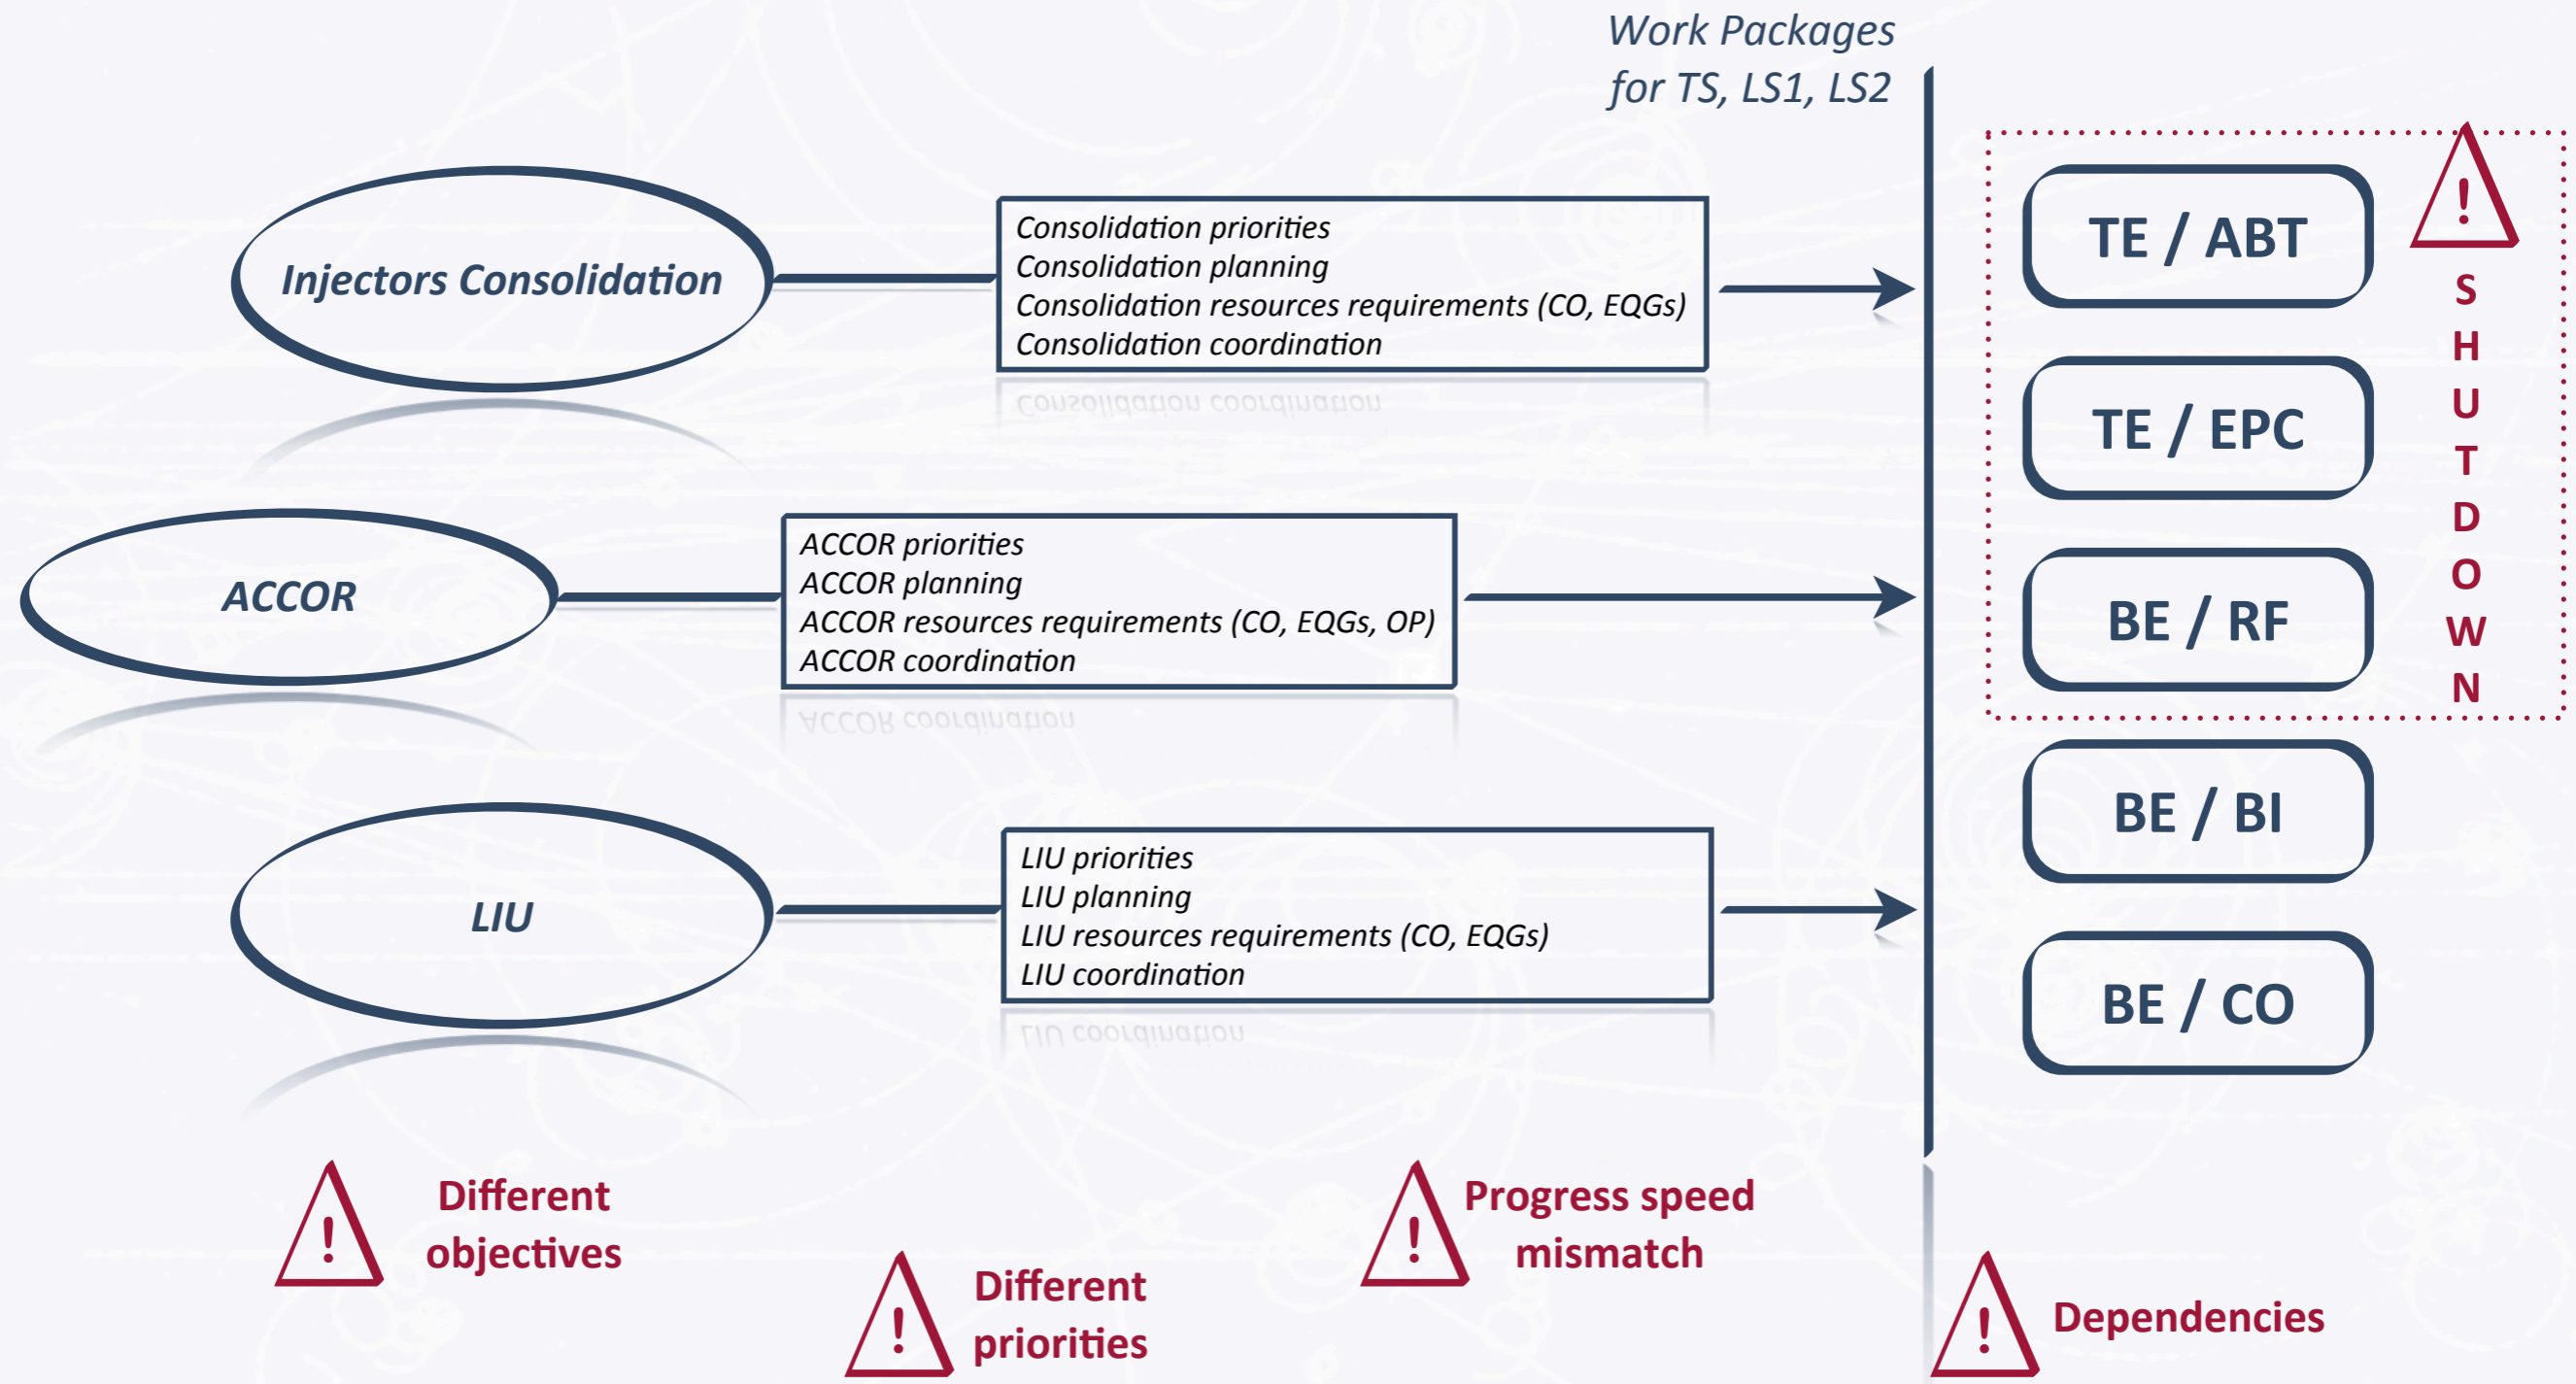 Work Packages
for TS, LS1, LS2
Injectors Consolidation
Consolidation priorities
Consolidation planning
Consolidation resources requirements (CO, EQGs)
Consolidation coordination
ACCOR
ACCOR priorities
ACCOR planning
ACCOR resources requirements (CO, EQGs, OP)
ACCOR coordination
LIU
LIU priorities
LIU planning
LIU resources requirements (CO, EQGs)
LIU coordination
TE / ABT
TE / EPC
BE / RF
BE / BI
BE / CO
!
S
H
U
T
D
O
W
N
!
Different
objectives
!
Different
priorities
!
Progress speed
mismatch
!
Dependencies